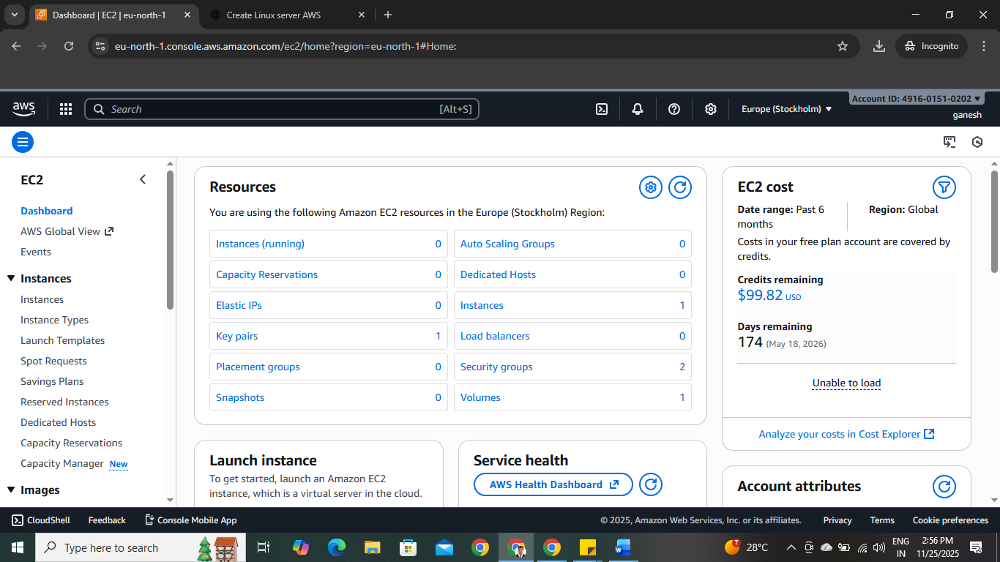 Dashboard | EC2 | eu-north-1
Create Linux server AWS
eu-north-1.console.aws.amazon.com/ec2/home?region=eu-north-1#Home:
Incognito
aws
Search
[Alt+S]
Europe (Stockholm)
Account ID: 4916-0151-0202
ganesh
EC2
Dashboard
AWS Global View
Events
Instances
Instances
Instance Types
Launch Templates
Spot Requests
Savings Plans
Reserved Instances
Dedicated Hosts
Capacity Reservations
Capacity Manager New
Images
Resources
You are using the following Amazon EC2 resources in the Europe (Stockholm) Region:
Instances (running) 0
Auto Scaling Groups 0
Capacity Reservations 0
Dedicated Hosts 0
Elastic IPs 0
Instances 1
Key pairs 1
Load balancers 0
Placement groups 0
Security groups 2
Snapshots 0
Volumes 1
Launch instance
To get started, launch an Amazon EC2
instance, which is a virtual server in the cloud.
Service health
AWS Health Dashboard
EC2 cost
Date range: Past 6
months
Region: Global
Costs in your free plan account are covered by
credits.
Credits remaining
$99.82 USD
Days remaining
174 (May 18, 2026)
Unable to load
Analyze your costs in Cost Explorer
Account attributes
CloudShell
Feedback
Console Mobile App
© 2025, Amazon Web Services, Inc. or its affiliates.
Privacy
Terms
Cookie preferences
Type here to search
7
28°C
ENG
IN
2:56 PM
11/25/2025